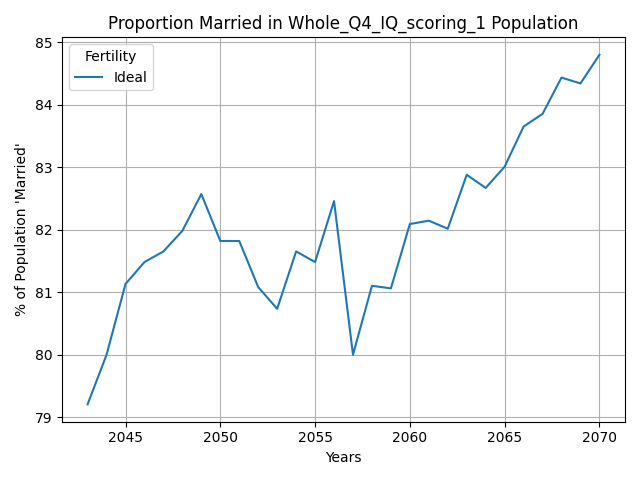 Proportion Married in Whole_Q4_IQ_scoring_1 Population
Fertility
Ideal
% of Population 'Married'
85
84
83
82
81
80
79
2045
2050
2055
2060
2065
2070
Years